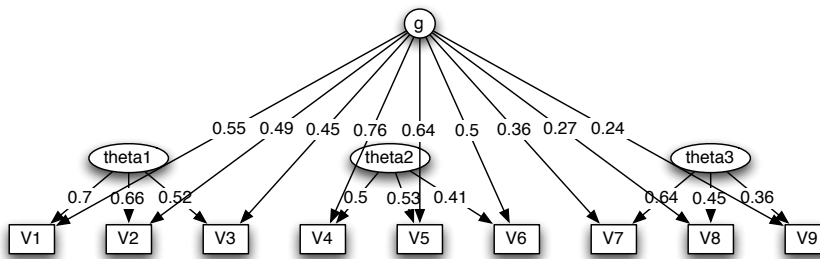 g
0.55 0.49 0.45 0.76 0.64 0.5 0.36 0.27 0.24
theta1 theta2 theta3
0.7 0.66 0.52 0.5 0.53 0.41 0.64 0.45 0.36
V1 V2 V3 V4 V5 V6 V7 V8 V9